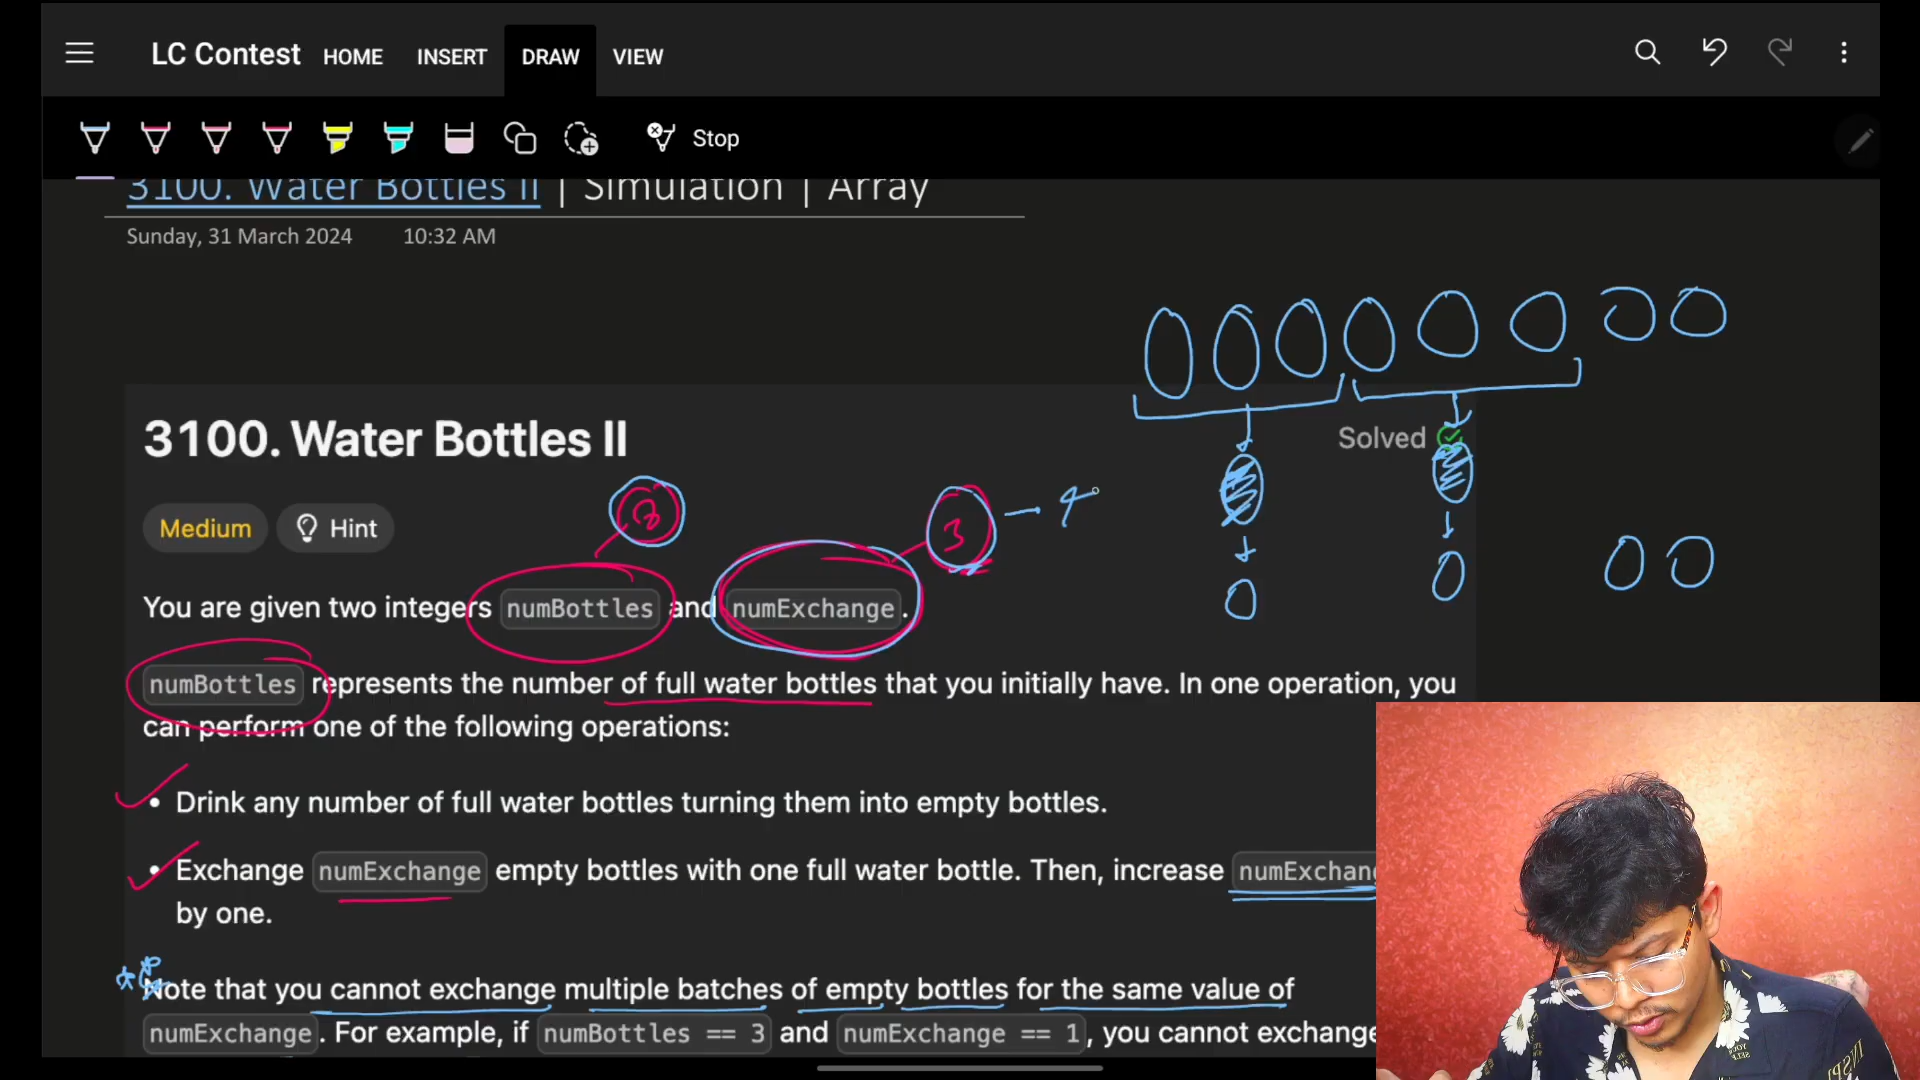 LC Contest HOME INSERT DRAW VIEW
Stop
3100. Water Bottles II | Simulation | Array
Sunday, 31 March 2024 10:32 AM
3100. Water Bottles II
Solved
Medium Hint
8
3 → 4
You are given two integers numBottles and numExchange.
numBottles represents the number of full water bottles that you initially have. In one operation, you
can perform one of the following operations:
• Drink any number of full water bottles turning them into empty bottles.
• Exchange numExchange empty bottles with one full water bottle. Then, increase numExchang
by one.
Note that you cannot exchange multiple batches of empty bottles for the same value of
numExchange. For example, if numBottles == 3 and numExchange == 1, you cannot exchange